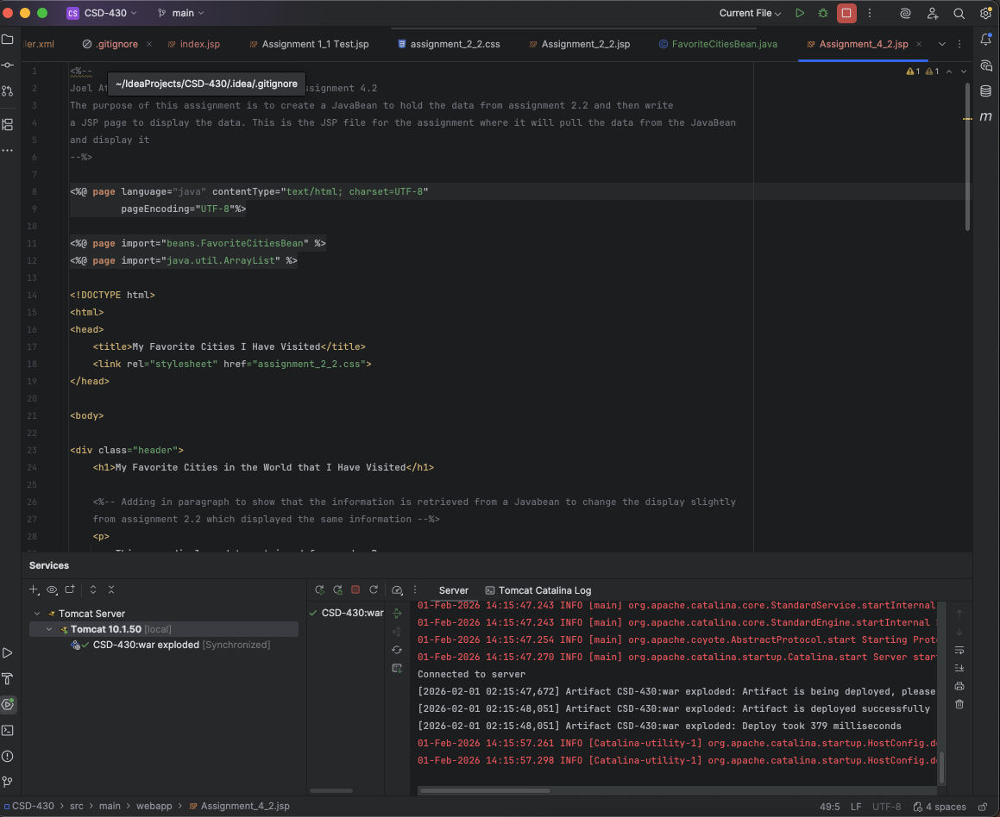 CS CSD-430 main Current File
ler.xml .gitignore index.jsp Assignment 1_1 Test.jsp assignment_2_2.css Assignment_2_2.jsp FavoriteCitiesBean.java Assignment_4_2.jsp
1 <%--
~/IdeaProjects/CSD-430/.idea/.gitignore
1 1
2 Joel At ssignment 4.2
3 The purpose of this assignment is to create a JavaBean to hold the data from assignment 2.2 and then write
4 a JSP page to display the data. This is the JSP file for the assignment where it will pull the data from the JavaBean
5 and display it
6 --%>
7
8 <%@ page language="java" contentType="text/html; charset=UTF-8"
9 pageEncoding="UTF-8"%>
10
11 <%@ page import="beans.FavoriteCitiesBean" %>
12 <%@ page import="java.util.ArrayList" %>
13
14 <!DOCTYPE html>
15 <html>
16 <head>
17 <title>My Favorite Cities I Have Visited</title>
18 <link rel="stylesheet" href="assignment_2_2.css">
19 </head>
20
21 <body>
22
23 <div class="header">
24 <h1>My Favorite Cities in the World that I Have Visited</h1>
25
26 <%-- Adding in paragraph to show that the information is retrieved from a Javabean to change the display slightly
27 from assignment 2.2 which displayed the same information --%>
28 <p>
Services
Server Tomcat Catalina Log
Tomcat Server
Tomcat 10.1.50 [local]
CSD-430:war exploded [Synchronized]
CSD-430:war
01-Feb-2026 14:15:47.243 INFO [main] org.apache.catalina.core.StandardService.startInternal
01-Feb-2026 14:15:47.243 INFO [main] org.apache.catalina.core.StandardEngine.startInternal
01-Feb-2026 14:15:47.254 INFO [main] org.apache.coyote.AbstractProtocol.start Starting Proto
01-Feb-2026 14:15:47.270 INFO [main] org.apache.catalina.startup.Catalina.start Server start
Connected to server
[2026-02-01 02:15:47,672] Artifact CSD-430:war exploded: Artifact is being deployed, please
[2026-02-01 02:15:48,051] Artifact CSD-430:war exploded: Artifact is deployed successfully
[2026-02-01 02:15:48,051] Artifact CSD-430:war exploded: Deploy took 379 milliseconds
01-Feb-2026 14:15:57.261 INFO [Catalina-utility-1] org.apache.catalina.startup.HostConfig.de
01-Feb-2026 14:15:57.298 INFO [Catalina-utility-1] org.apache.catalina.startup.HostConfig.de
CSD-430 > src > main > webapp > Assignment_4_2.jsp 49:5 LF UTF-8 4 spaces